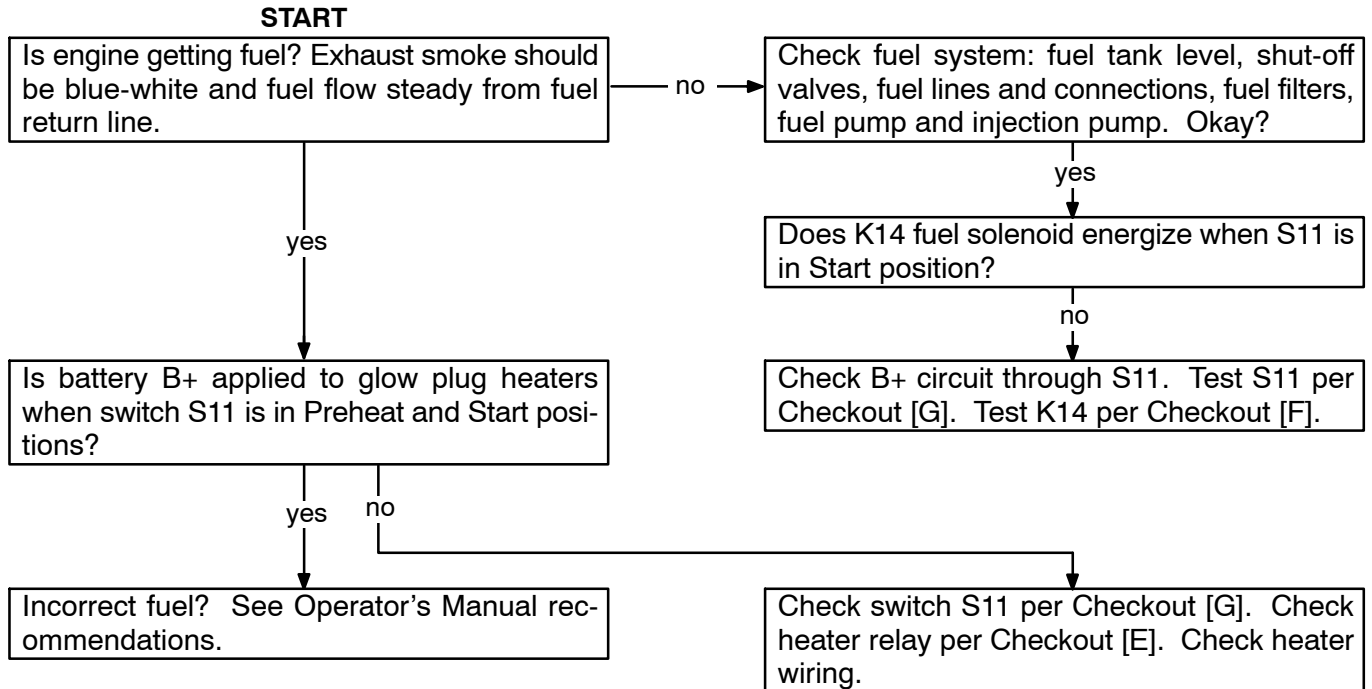 START
Is engine getting fuel? Exhaust smoke should
be blue-white and fuel flow steady from fuel
return line.
no
Check fuel system: fuel tank level, shut-off
valves, fuel lines and connections, fuel filters,
fuel pump and injection pump. Okay?
yes
Does K14 fuel solenoid energize when S11 is
in Start position?
no
Check B+ circuit through S11. Test S11 per
Checkout [G]. Test K14 per Checkout [F].
yes
Is battery B+ applied to glow plug heaters
when switch S11 is in Preheat and Start posi-
tions?
yes
no
Incorrect fuel? See Operator’s Manual rec-
ommendations.
Check switch S11 per Checkout [G]. Check
heater relay per Checkout [E]. Check heater
wiring.